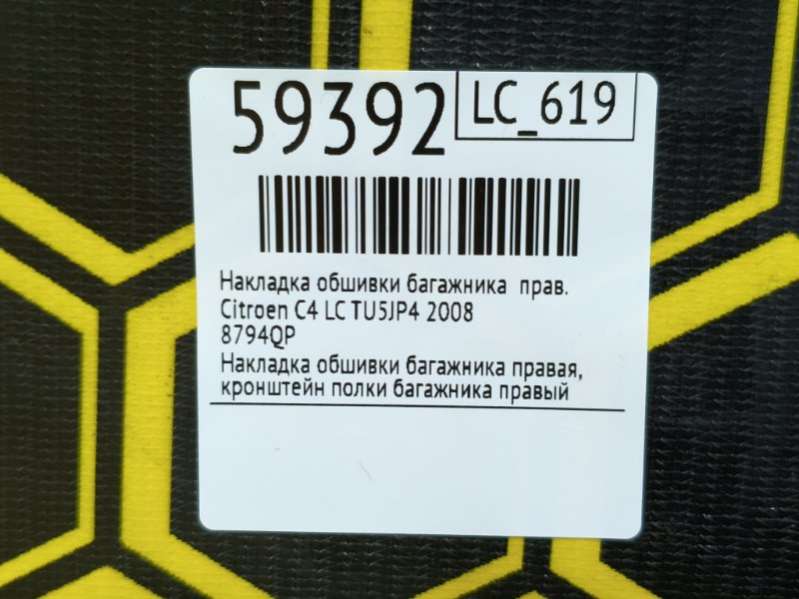 59392
LC_619
Накладка обшивки багажника прав.
Citroen C4 LC TU5JP4 2008
8794QP
Накладка обшивки багажника правая,
кронштейн полки багажника правый